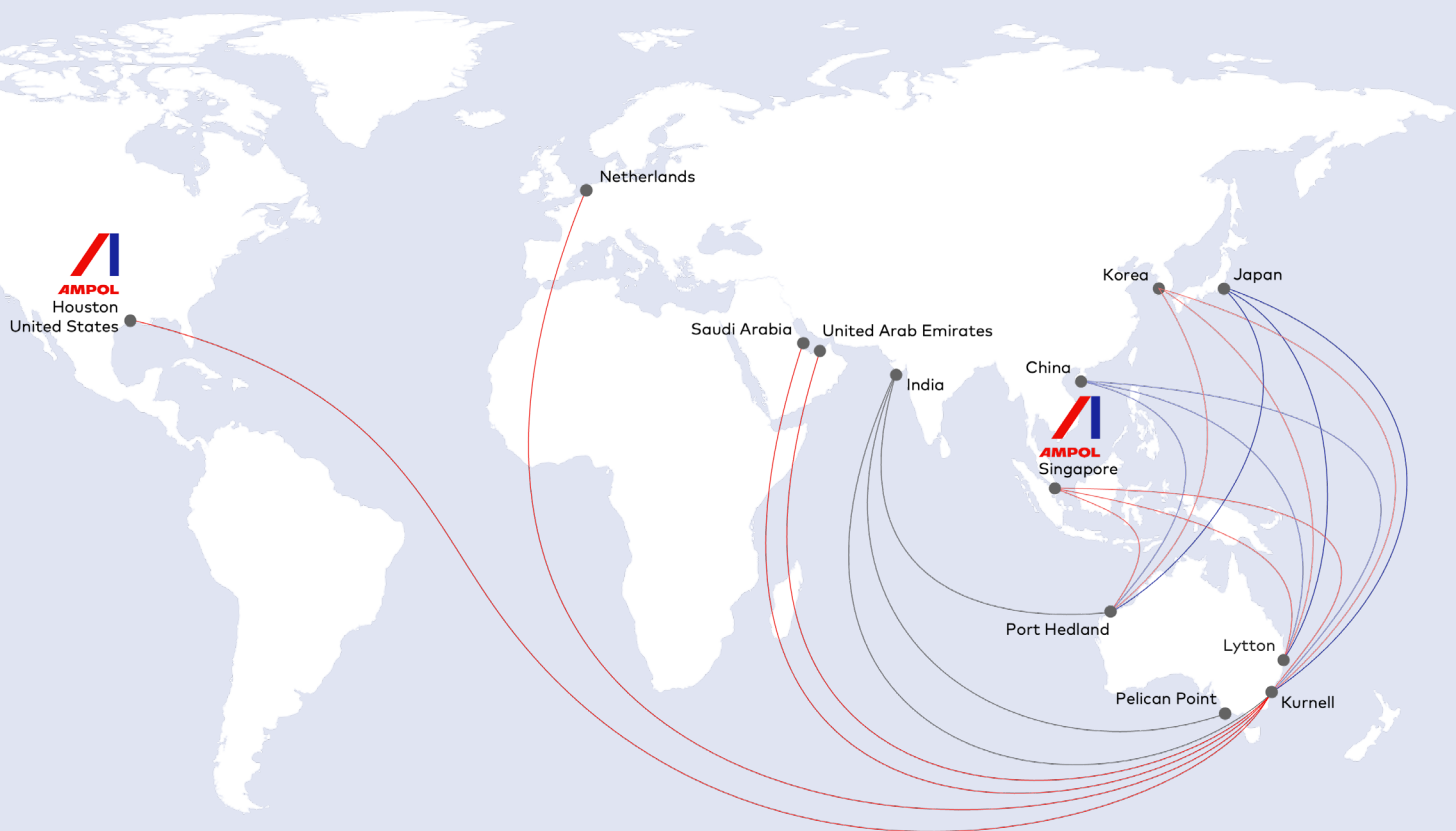 Netherlands
AMPOL
Houston
United States
Korea
Japan
Saudi Arabia
United Arab Emirates
China
India
AMPOL
Singapore
Port Hedland
Lytton
Pelican Point
Kurnell